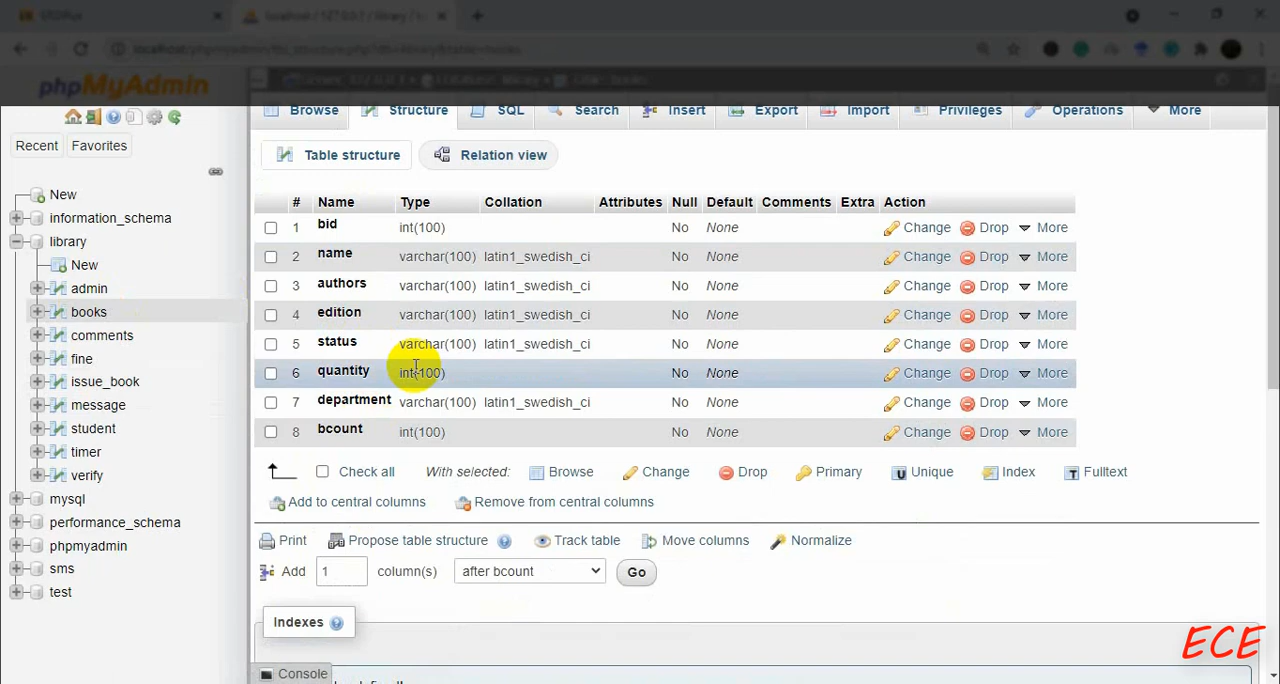 phpMyAdmin
Browse Structure SQL Search Insert Export Import Privileges Operations More
Recent Favorites
Table structure Relation view
New
information_schema
library
New
admin
books
comments
fine
issue_book
message
student
timer
verify
mysql
performance_schema
phpmyadmin
sms
test
# Name Type Collation Attributes Null Default Comments Extra Action
1 bid int(100) No None Change Drop More
2 name varchar(100) latin1_swedish_ci No None Change Drop More
3 authors varchar(100) latin1_swedish_ci No None Change Drop More
4 edition varchar(100) latin1_swedish_ci No None Change Drop More
5 status varchar(100) latin1_swedish_ci No None Change Drop More
6 quantity int(100) No None Change Drop More
7 department varchar(100) latin1_swedish_ci No None Change Drop More
8 bcount int(100) No None Change Drop More
Check all With selected: Browse Change Drop Primary Unique Index Fulltext
Add to central columns Remove from central columns
Print Propose table structure Track table Move columns Normalize
Add 1 column(s) after bcount Go
Indexes
Console
ECE